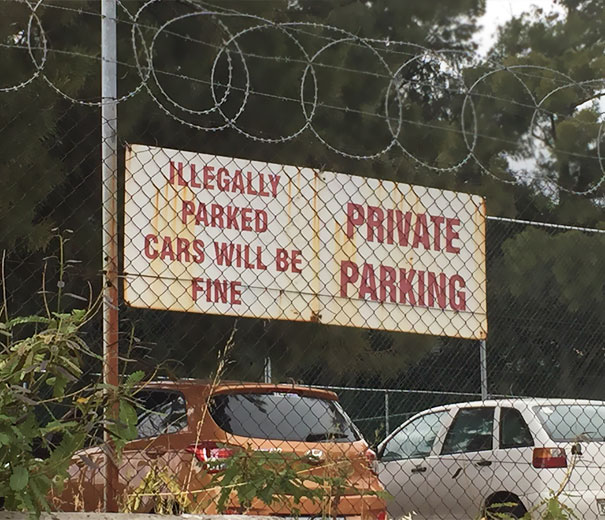 ILLEGALLY
PARKED
CARS WILL BE
FINE
PRIVATE
PARKING